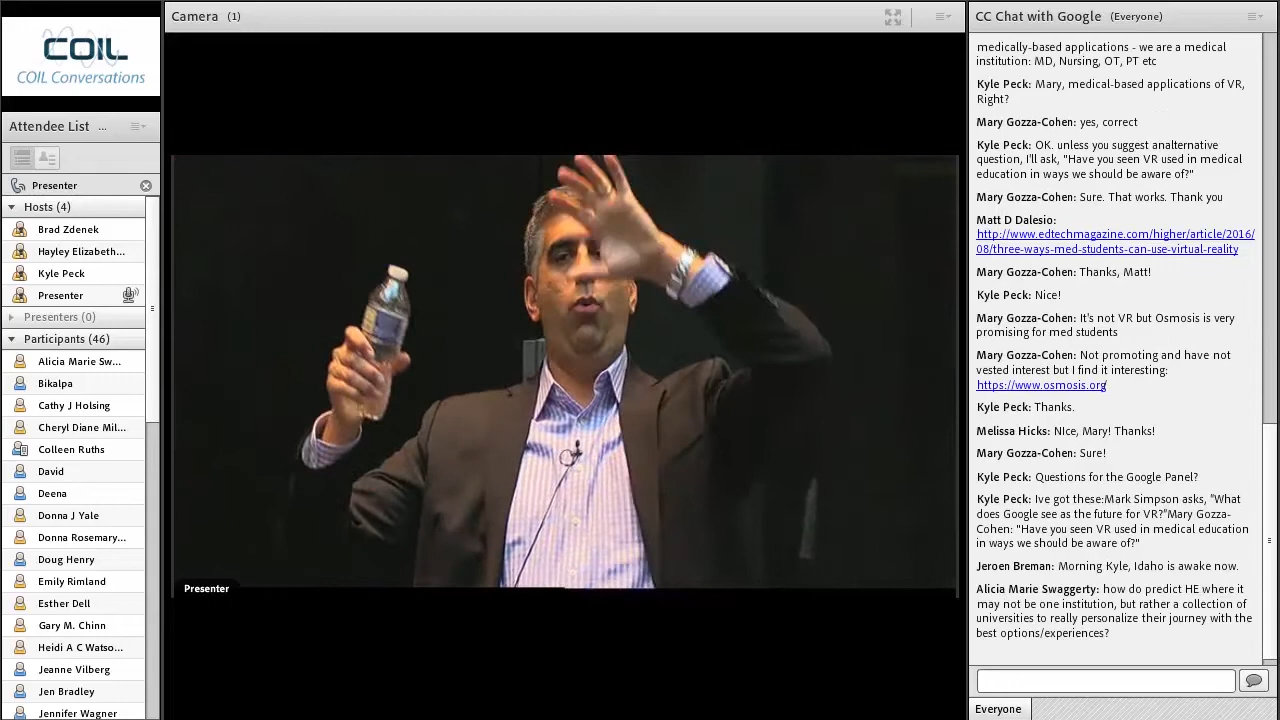 COIL
COIL Conversations
Attendee List ...
Presenter
Hosts (4)
Brad Zdenek
Hayley Elizabeth...
Kyle Peck
Presenter
Presenters (0)
Participants (46)
Alicia Marie Sw...
Bikalpa
Cathy J Holsing
Cheryl Diane Mil...
Colleen Ruths
David
Deena
Donna J Yale
Donna Rosemary...
Doug Henry
Emily Rimland
Esther Dell
Gary M. Chinn
Heidi A C Watso...
Jeanne Vilberg
Jen Bradley
Jennifer Wagner
Camera (1)
Presenter
CC Chat with Google (Everyone)
medically-based applications - we are a medical
institution: MD, Nursing, OT, PT etc
Kyle Peck: Mary, medical-based applications of VR,
Right?
Mary Gozza-Cohen: yes, correct
Kyle Peck: OK. unless you suggest analternative
question, I'll ask, "Have you seen VR used in medical
education in ways we should be aware of?"
Mary Gozza-Cohen: Sure. That works. Thank you
Matt D Dalesio:
http://www.edtechmagazine.com/higher/article/2016/
08/three-ways-med-students-can-use-virtual-reality
Mary Gozza-Cohen: Thanks, Matt!
Kyle Peck: Nice!
Mary Gozza-Cohen: It's not VR but Osmosis is very
promising for med students
Mary Gozza-Cohen: Not promoting and have not
vested interest but I find it interesting:
https://www.osmosis.org
Kyle Peck: Thanks.
Melissa Hicks: NIce, Mary! Thanks!
Mary Gozza-Cohen: Sure!
Kyle Peck: Questions for the Google Panel?
Kyle Peck: Ive got these:Mark Simpson asks, "What
does Google see as the future for VR?"Mary Gozza-
Cohen: "Have you seen VR used in medical education
in ways we should be aware of?"
Jeroen Breman: Morning Kyle, Idaho is awake now.
Alicia Marie Swaggerty: how do predict HE where it
may not be one institution, but rather a collection of
universities to really personalize their journey with the
best options/experiences?
Everyone